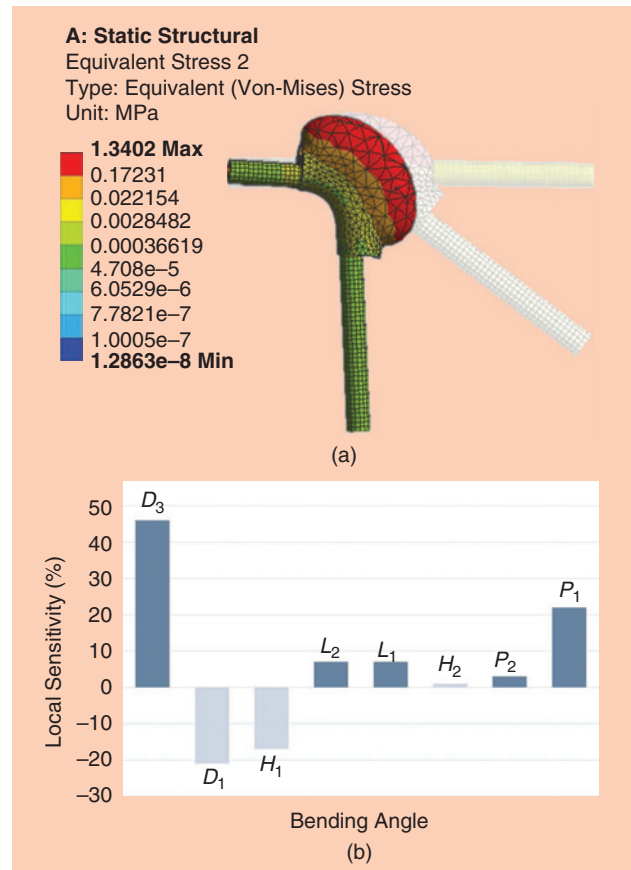 A: Static Structural
Equivalent Stress 2
Type: Equivalent (Von-Mises) Stress
Unit: MPa
1.3402 Max
0.17231
0.022154
0.0028482
0.00036619
4.708e–5
6.0529e–6
7.7821e–7
1.0005e–7
1.2863e–8 Min
(a)
Local Sensitivity (%)
50
40
30
20
10
0
–10
–20
–30
D3
D1
H1
L2
L1
H2
P2
P1
Bending Angle
(b)